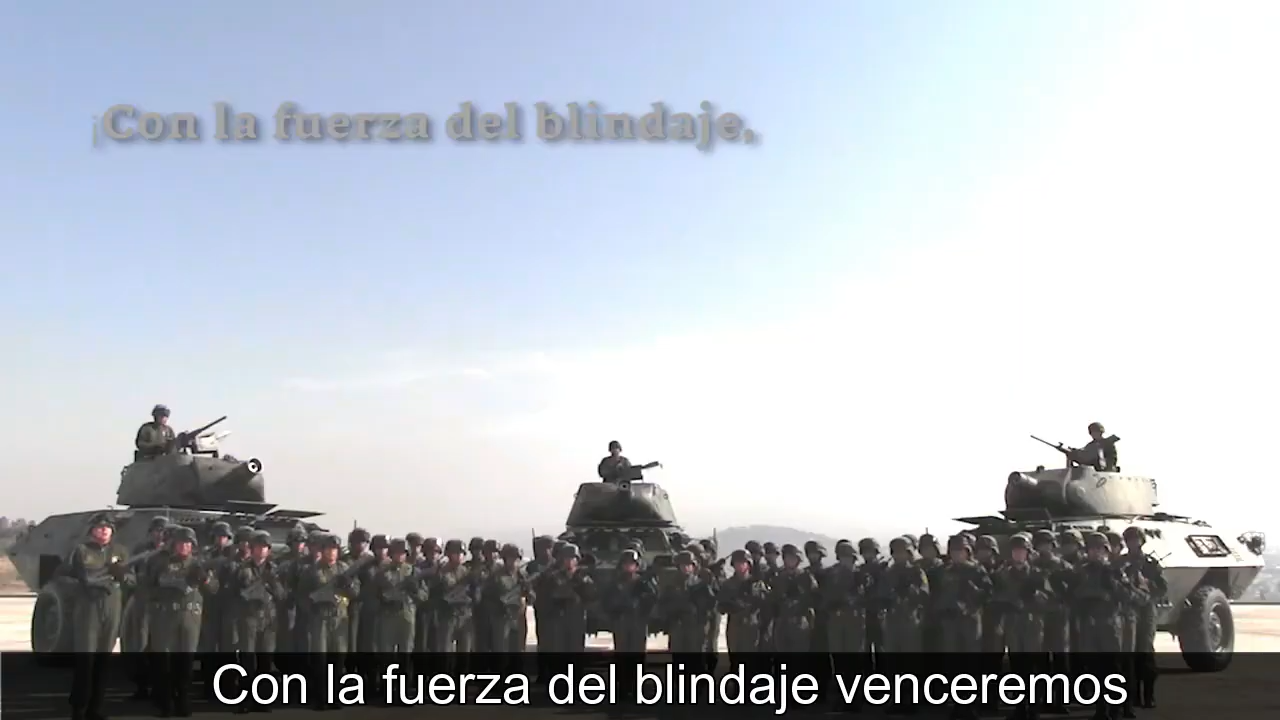 ¡Con la fuerza del blindaje,
Con la fuerza del blindaje venceremos